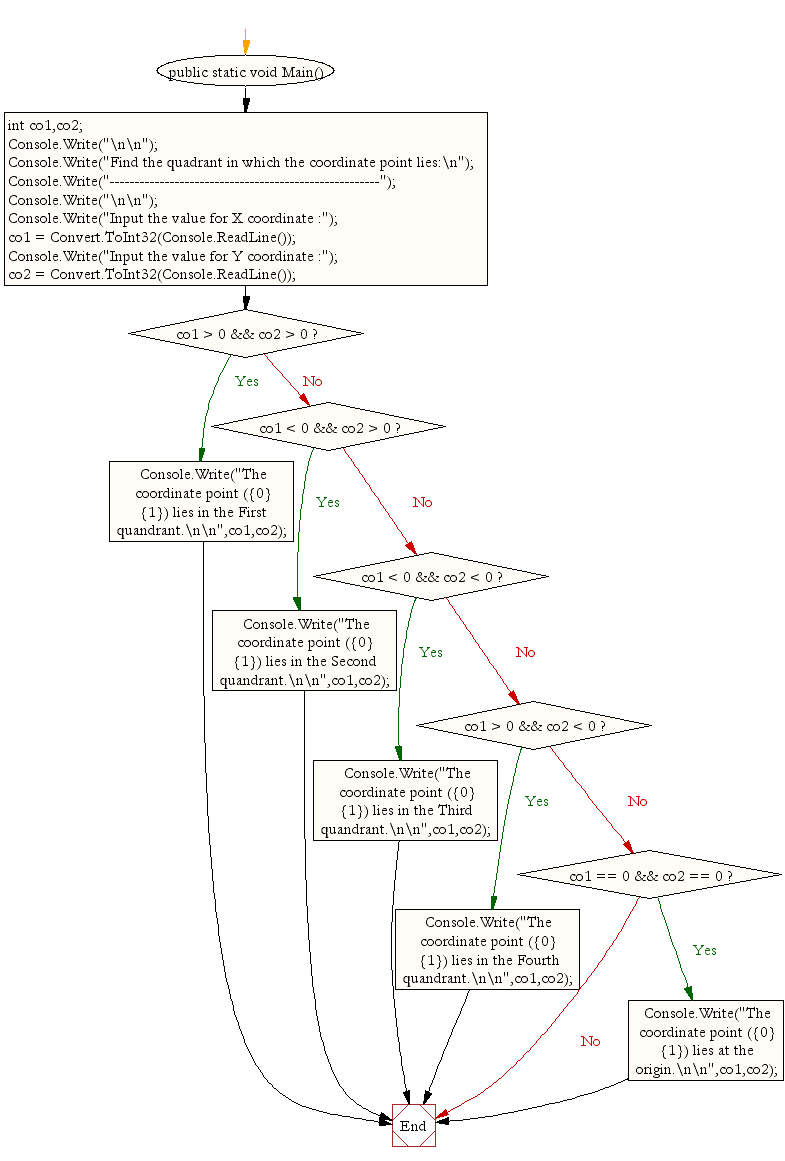 public static void Main()
int co1,co2;
Console.Write("\n\n");
Console.Write("Find the quadrant in which the coordinate point lies:\n");
Console.Write("------------------------------------------------------");
Console.Write("\n\n");
Console.Write("Input the value for X coordinate :");
co1 = Convert.ToInt32(Console.ReadLine());
Console.Write("Input the value for Y coordinate :");
co2 = Convert.ToInt32(Console.ReadLine());
co1 > 0 && co2 > 0 ?
Yes
No
co1 < 0 && co2 > 0 ?
Console.Write("The
coordinate point ({0}
{1}) lies in the First
quandrant.\n\n",co1,co2);
Yes
No
co1 < 0 && co2 < 0 ?
Console.Write("The
coordinate point ({0}
{1}) lies in the Second
quandrant.\n\n",co1,co2);
Yes
No
co1 > 0 && co2 < 0 ?
Console.Write("The
coordinate point ({0}
{1}) lies in the Third
quandrant.\n\n",co1,co2);
Yes
No
co1 == 0 && co2 == 0 ?
Console.Write("The
coordinate point ({0}
{1}) lies in the Fourth
quandrant.\n\n",co1,co2);
Yes
No
Console.Write("The
coordinate point ({0}
{1}) lies at the
origin.\n\n",co1,co2);
End